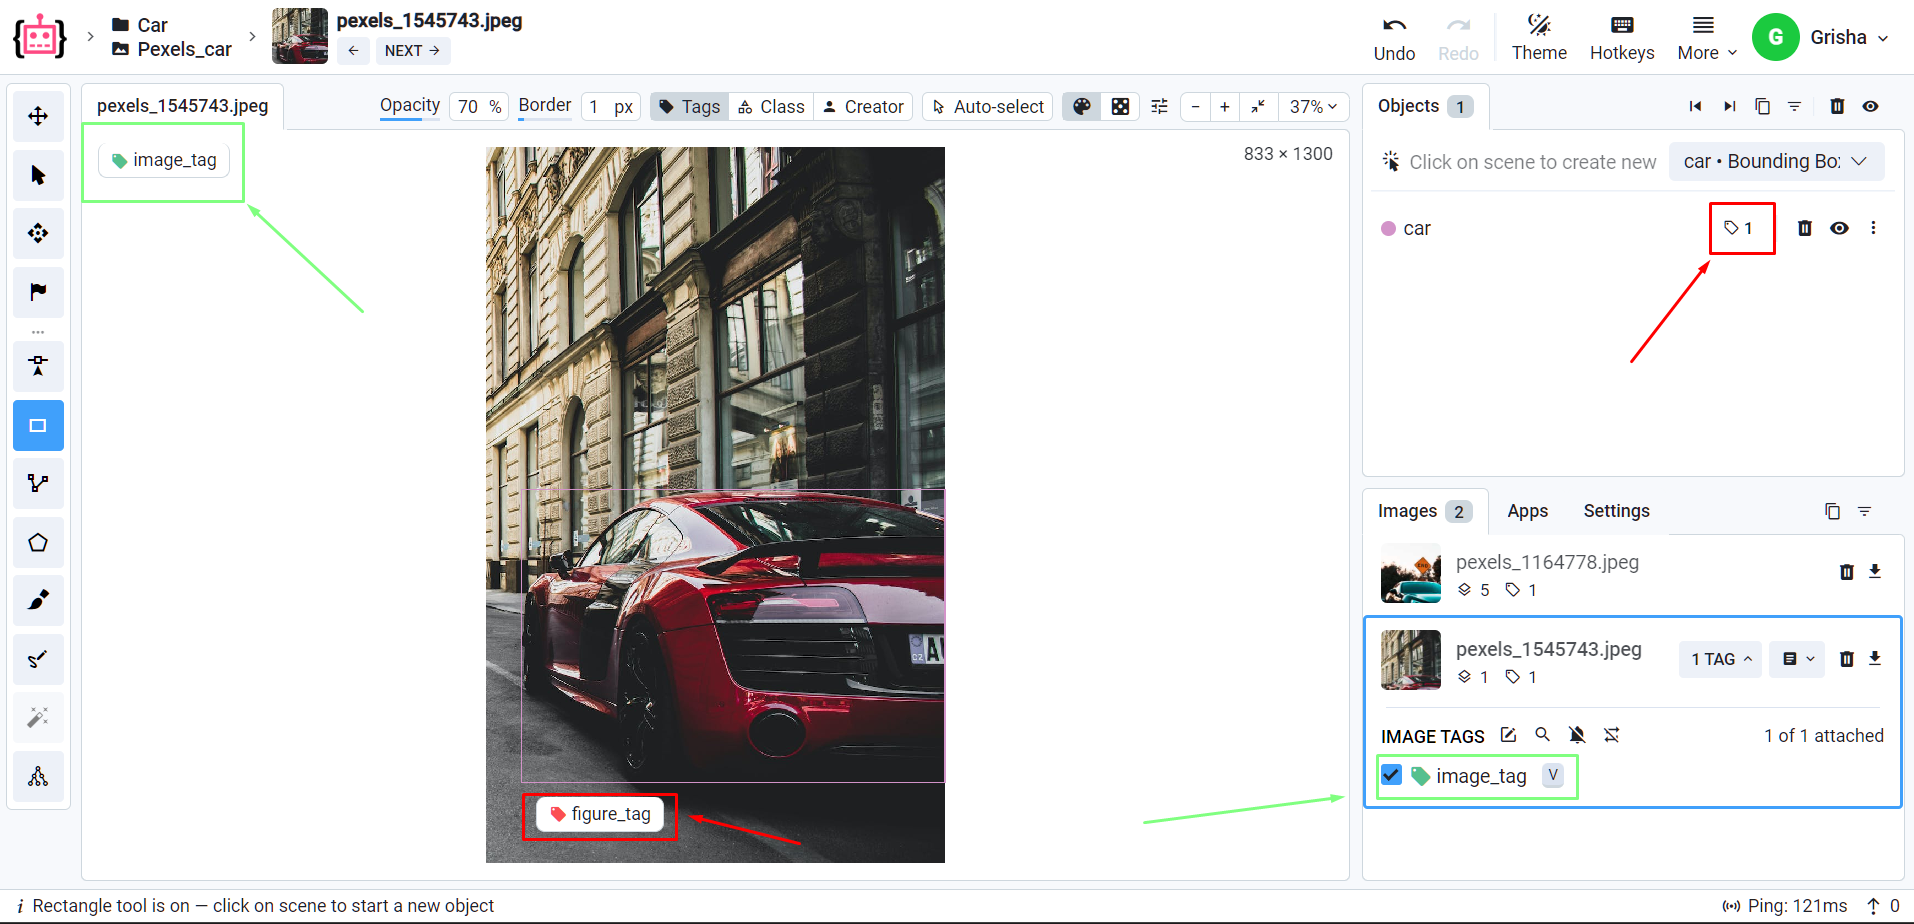 Car
Pexels_car
pexels_1545743.jpeg
NEXT
Undo
Redo
Theme
Hotkeys
More
G
Grisha
pexels_1545743.jpeg
Opacity
70 %
Border
1 px
Tags
Class
Creator
Auto-select
37%
image_tag
833 × 1300
figure_tag
Objects 1
Click on scene to create new
car • Bounding Bo
car
1
Images 2
Apps
Settings
pexels_1164778.jpeg
5
1
pexels_1545743.jpeg
1
1
1 TAG
IMAGE TAGS
1 of 1 attached
image_tag
V
Rectangle tool is on — click on scene to start a new object
Ping: 121ms
0